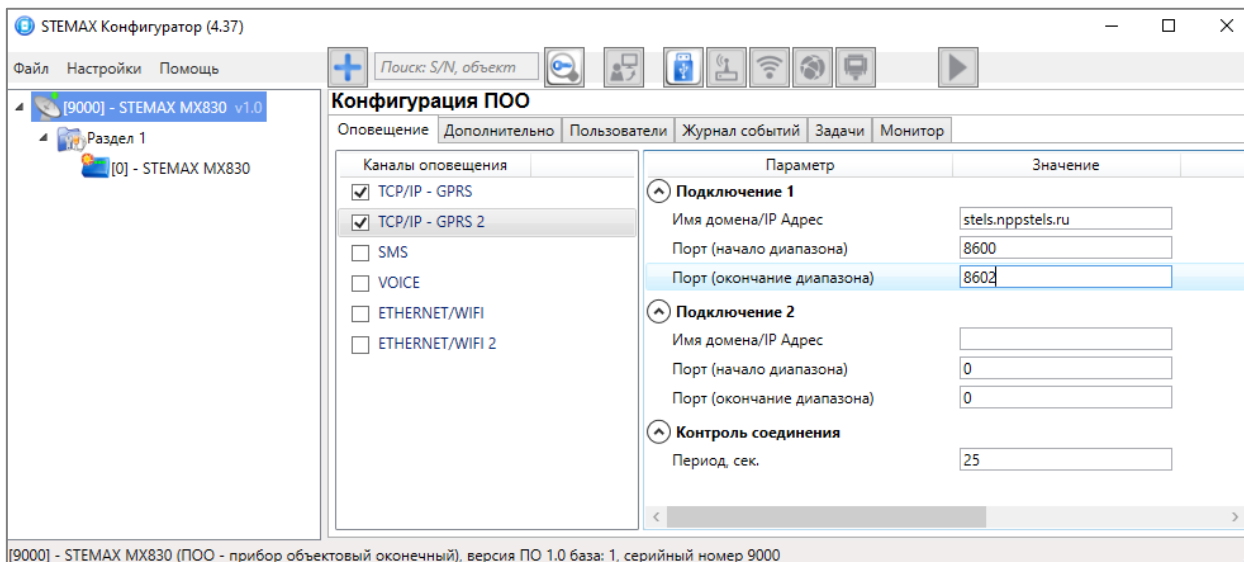 STEMAX Конфигуратор (4.37)
Файл Настройки Помощь
Поиск: S/N, объект
[9000] - STEMAX MX830 v1.0
Раздел 1
[0] - STEMAX MX830
Конфигурация ПОО
Оповещение Дополнительно Пользователи Журнал событий Задачи Монитор
Каналы оповещения
TCP/IP - GPRS
TCP/IP - GPRS 2
SMS
VOICE
ETHERNET/WIFI
ETHERNET/WIFI 2
Параметр Значение
Подключение 1
Имя домена/IP Адрес stels.nppstels.ru
Порт (начало диапазона) 8600
Порт (окончание диапазона) 8602
Подключение 2
Имя домена/IP Адрес
Порт (начало диапазона) 0
Порт (окончание диапазона) 0
Контроль соединения
Период, сек. 25
[9000] - STEMAX MX830 (ПОО - прибор объектовый оконечный), версия ПО 1.0 база: 1, серийный номер 9000